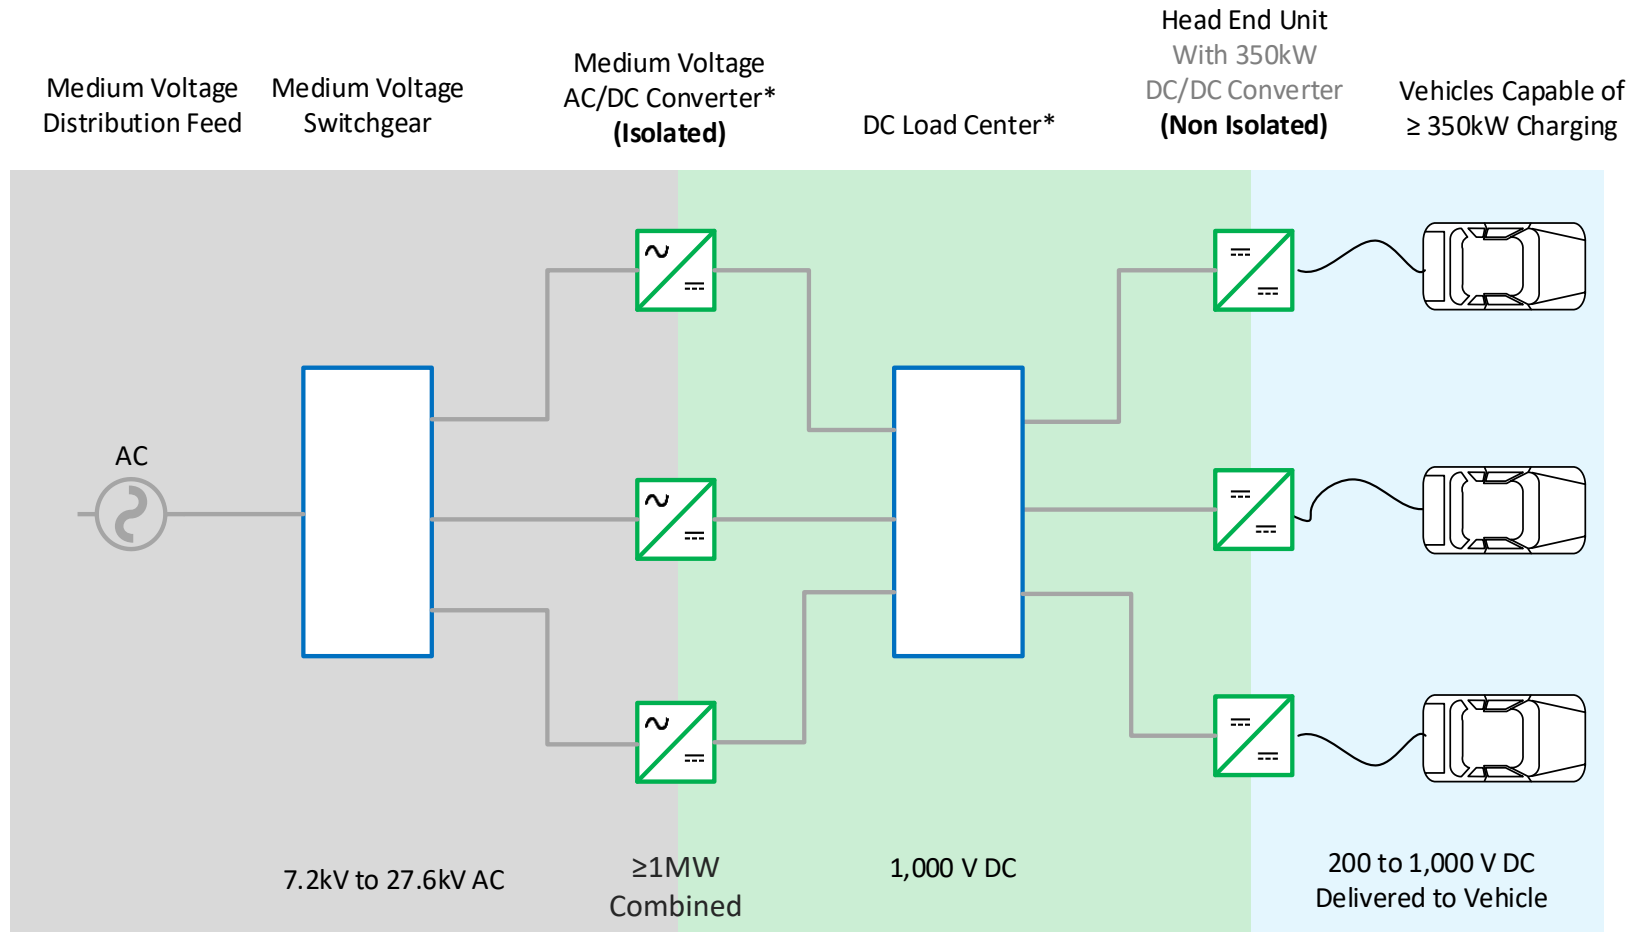 Medium Voltage
Distribution Feed
Medium Voltage
Switchgear
Medium Voltage
AC/DC Converter*
(Isolated)
DC Load Center*
Head End Unit
With 350kW
DC/DC Converter
(Non Isolated)
Vehicles Capable of
≥ 350kW Charging
AC
7.2kV to 27.6kV AC
≥1MW
Combined
1,000 V DC
200 to 1,000 V DC
Delivered to Vehicle